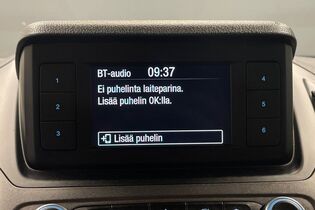 BT-audio 09:37
Ei puhelinta laiteparina.
Lisää puhelin OK:lla.
Lisää puhelin
1
2
3
4
5
6